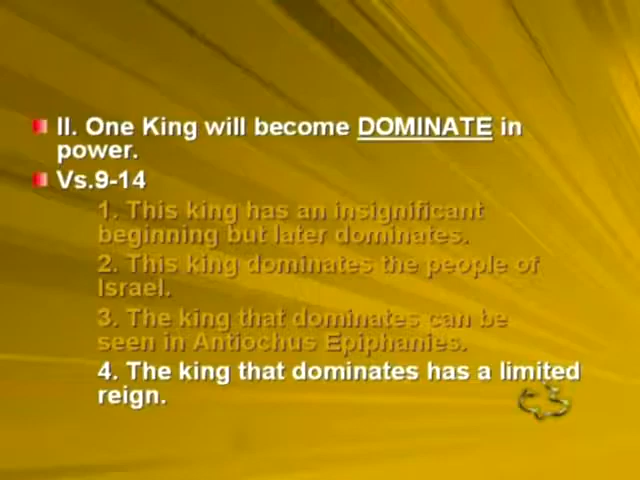 II. One King will become DOMINATE in
power.
Vs.9-14
1. This king has an insignificant
beginning but later dominates.
2. This king dominates the people of
Israel.
3. The king that dominates can be
seen in Antiochus Epiphanies.
4. The king that dominates has a limited
reign.